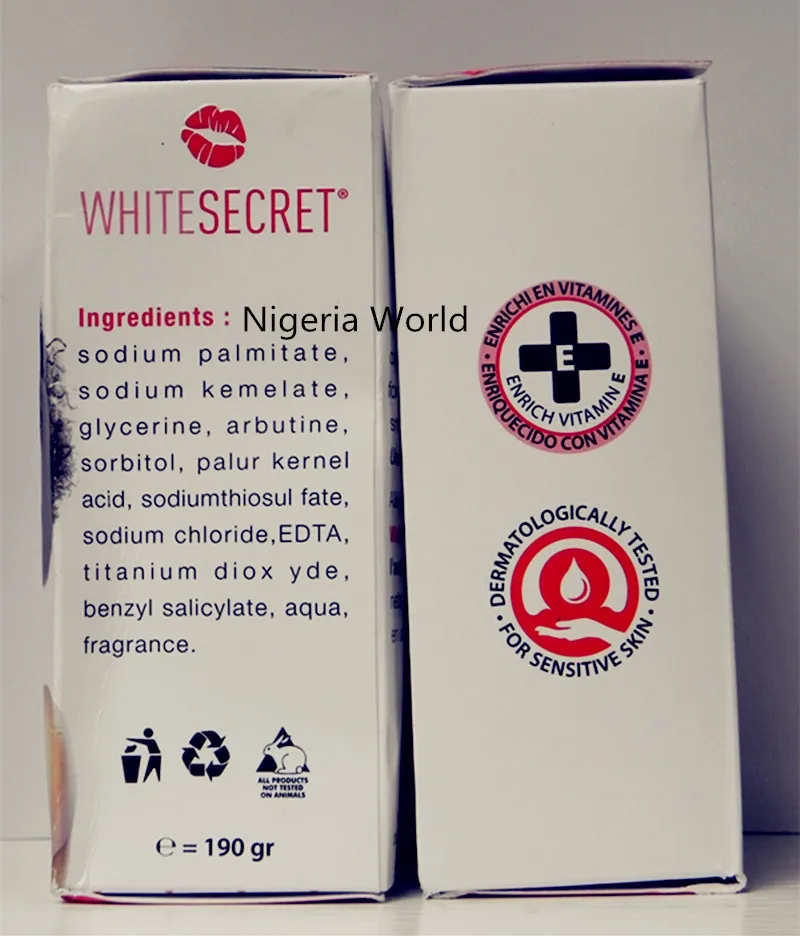 WHITESECRET®
Ingredients :
Nigeria World
sodium palmitate,
sodium kemelate,
glycerine, arbutine,
sorbitol, palur kernel
acid, sodiumthiosul fate,
sodium chloride,EDTA,
titanium diox yde,
benzyl salicylate, aqua,
fragrance.
ALL PRODUCTS
NOT TESTED
ON ANIMALS
℮ = 190 gr
• ENRICHI EN VITAMINES E •
E
ENRICH VITAMIN E
ENRIQUECIDO CON VITAMINA E
DERMATOLOGICALLY TESTED
• FOR SENSITIVE SKIN •